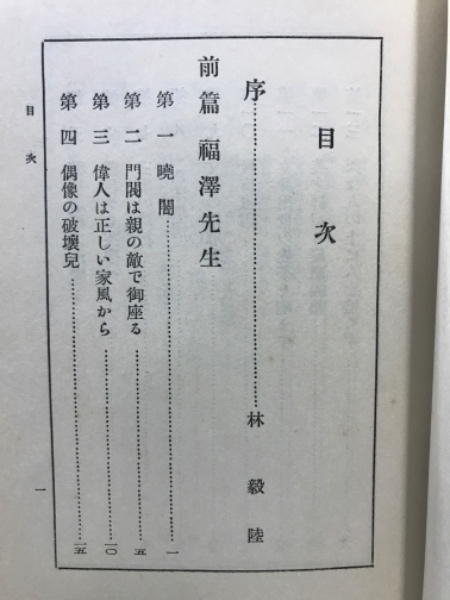 目次
序……林毅陸
前篇 福澤先生
第一 曉闇……一
第二 門閥は親の敵で御座る……五
第三 偉人は正しい家風から……一〇
第四 偶像の破壞兒……一五
目次
一